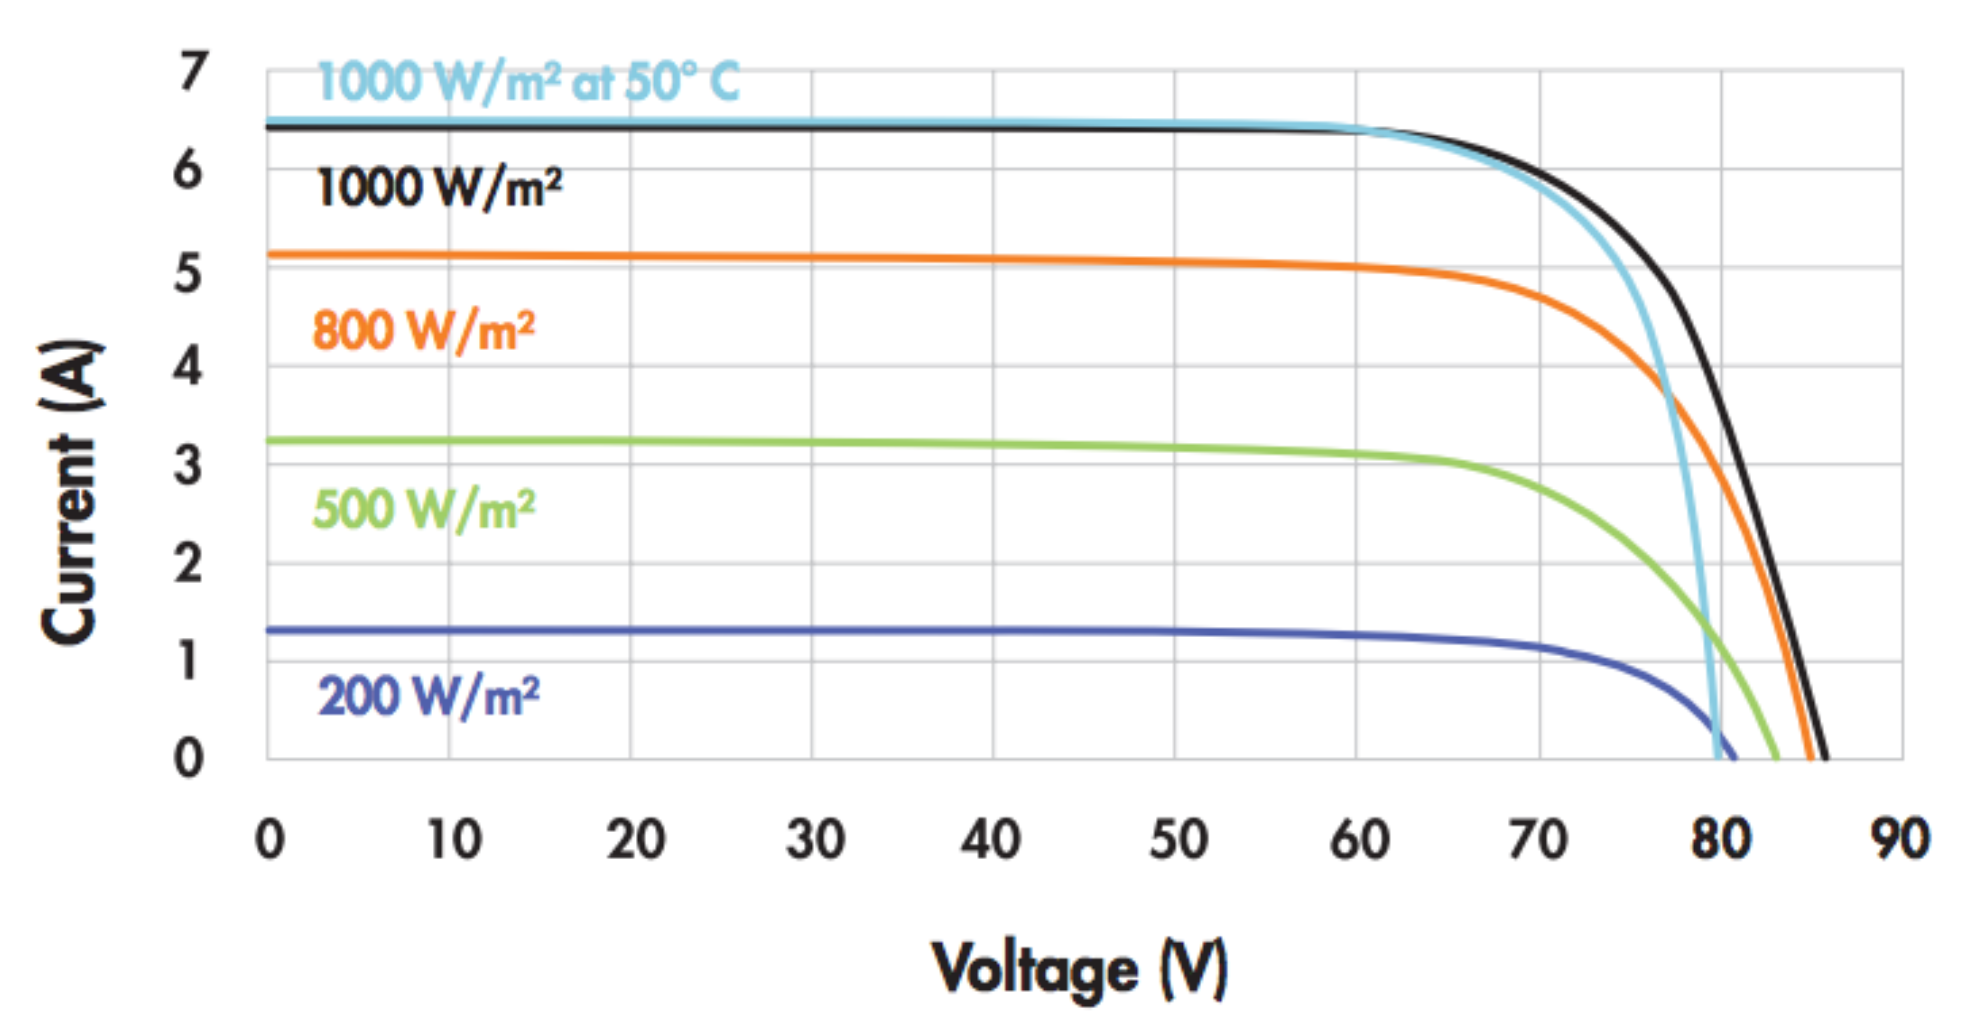 7
1000 W/m² at 50° C
6
1000 W/m²
5
800 W/m²
4
3
500 W/m²
2
1
200 W/m²
0
Current (A)
0 10 20 30 40 50 60 70 80 90
Voltage (V)